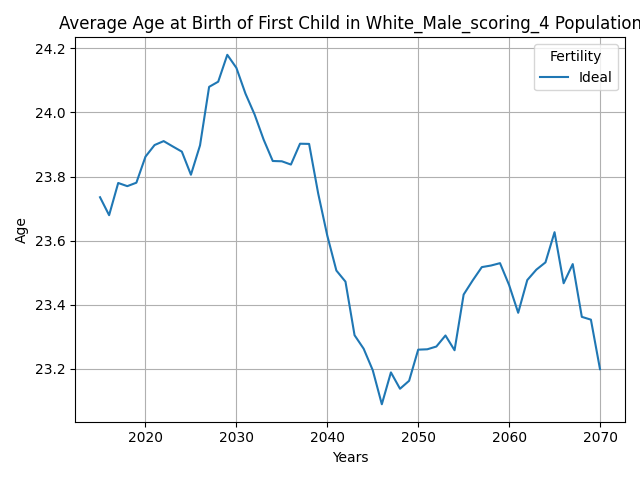 Average Age at Birth of First Child in White_Male_scoring_4 Population
Fertility
Ideal
24.2
24.0
23.8
23.6
23.4
23.2
Age
2020 2030 2040 2050 2060 2070
Years